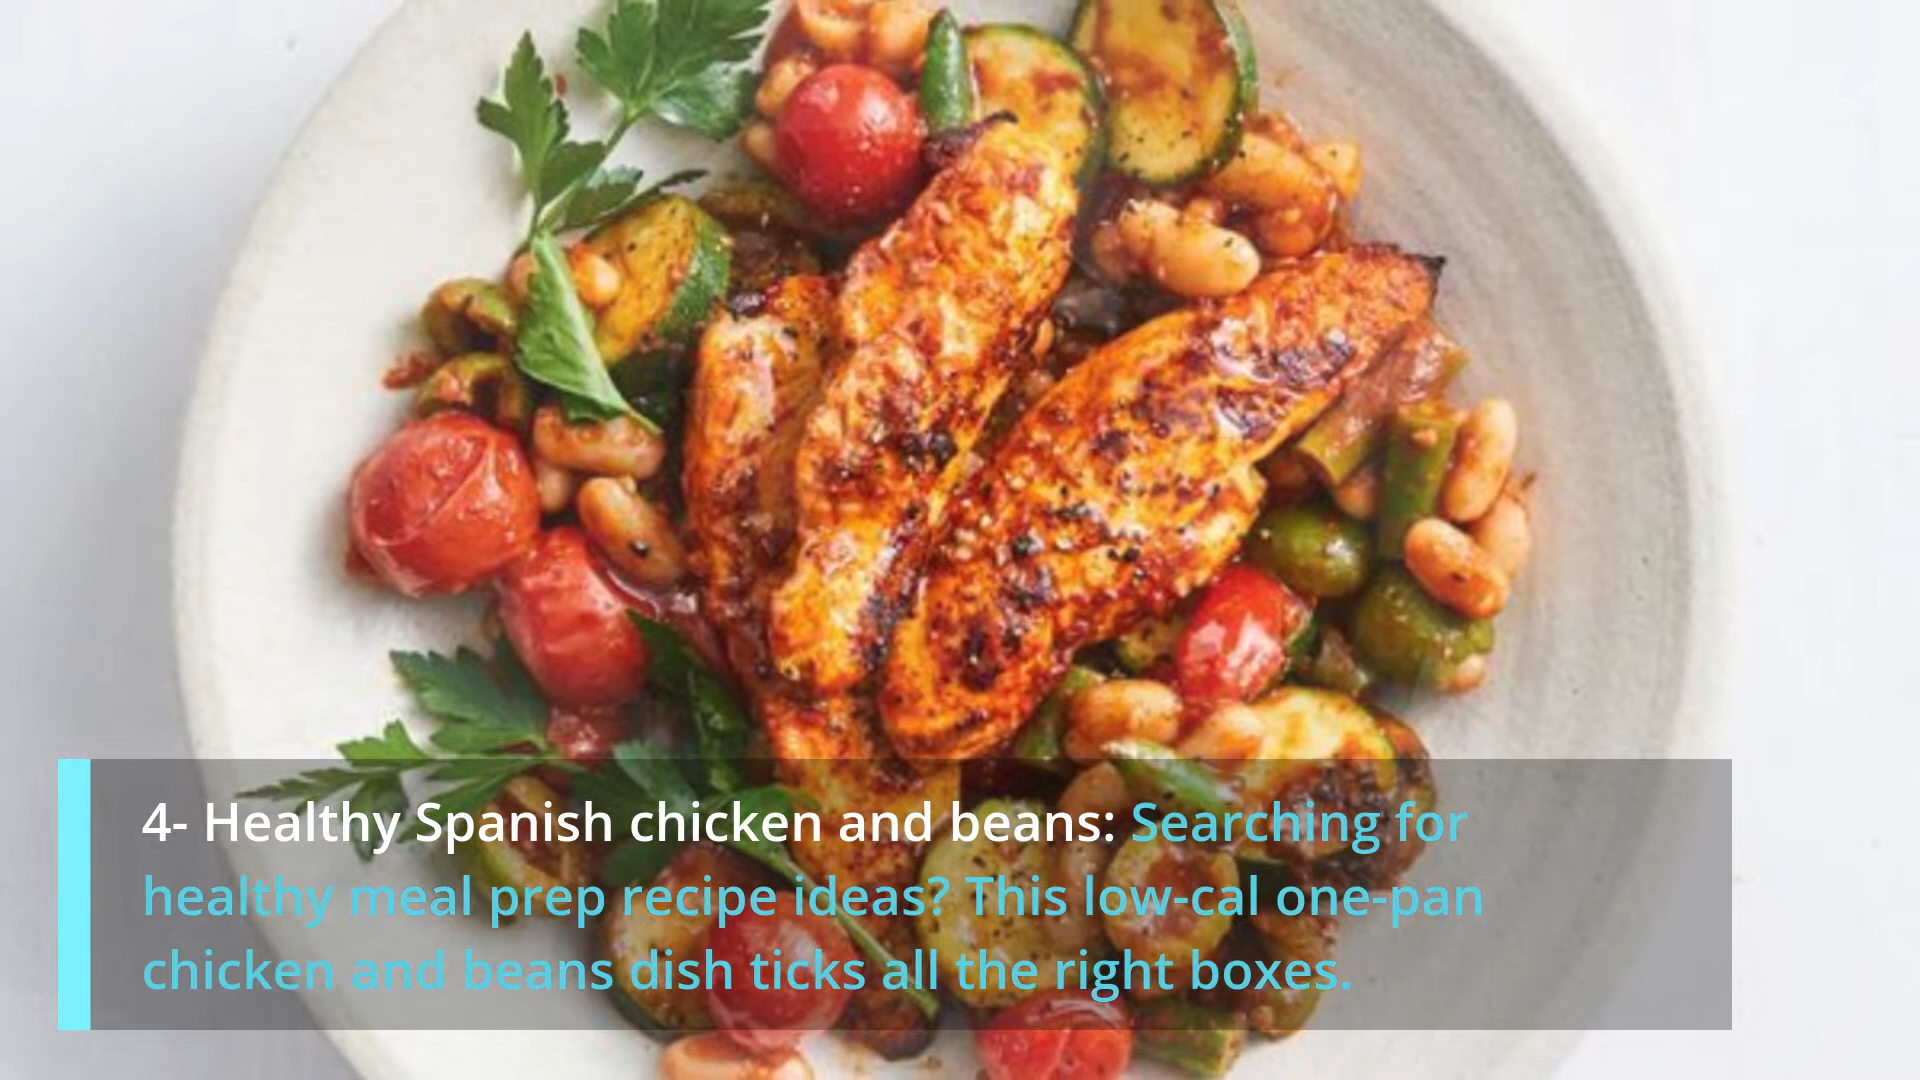 4- Healthy Spanish chicken and beans: Searching for
healthy meal prep recipe ideas? This low-cal one-pan
chicken and beans dish ticks all the right boxes.